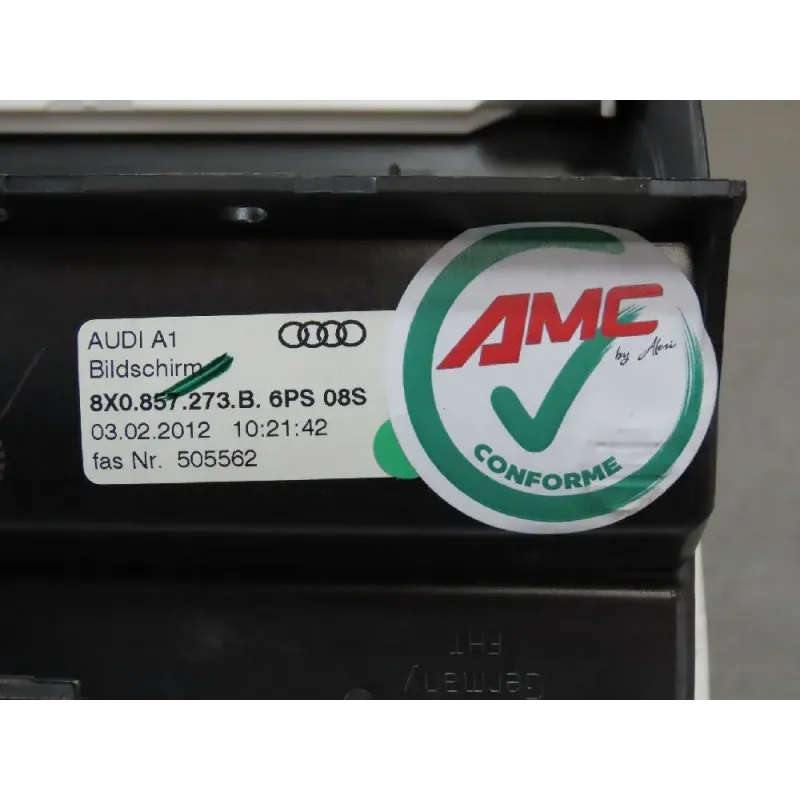 AUDI A1
Bildschirm
8X0.857.273.B. 6PS 08S
03.02.2012 10:21:42
fas Nr. 505562
AMC
by Alexi
CONFORME
FHT
Germany